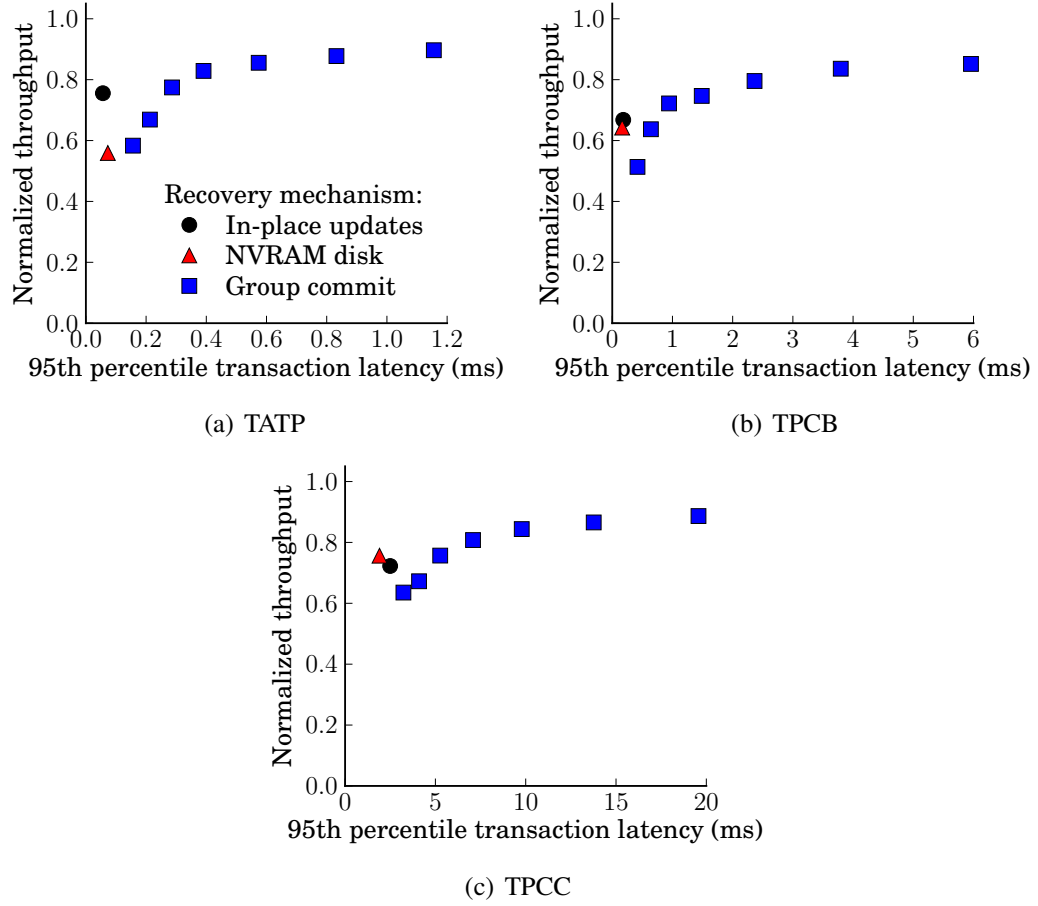 Normalized throughput
1.0
0.8
0.6
0.4
0.2
0.0
Recovery mechanism:
In-place updates
NVRAM disk
Group commit
0.0 0.2 0.4 0.6 0.8 1.0 1.2
95th percentile transaction latency (ms)
(a) TATP
Normalized throughput
1.0
0.8
0.6
0.4
0.2
0.0
0 1 2 3 4 5 6
95th percentile transaction latency (ms)
(b) TPCB
Normalized throughput
1.0
0.8
0.6
0.4
0.2
0.0
0 5 10 15 20
95th percentile transaction latency (ms)
(c) TPCC